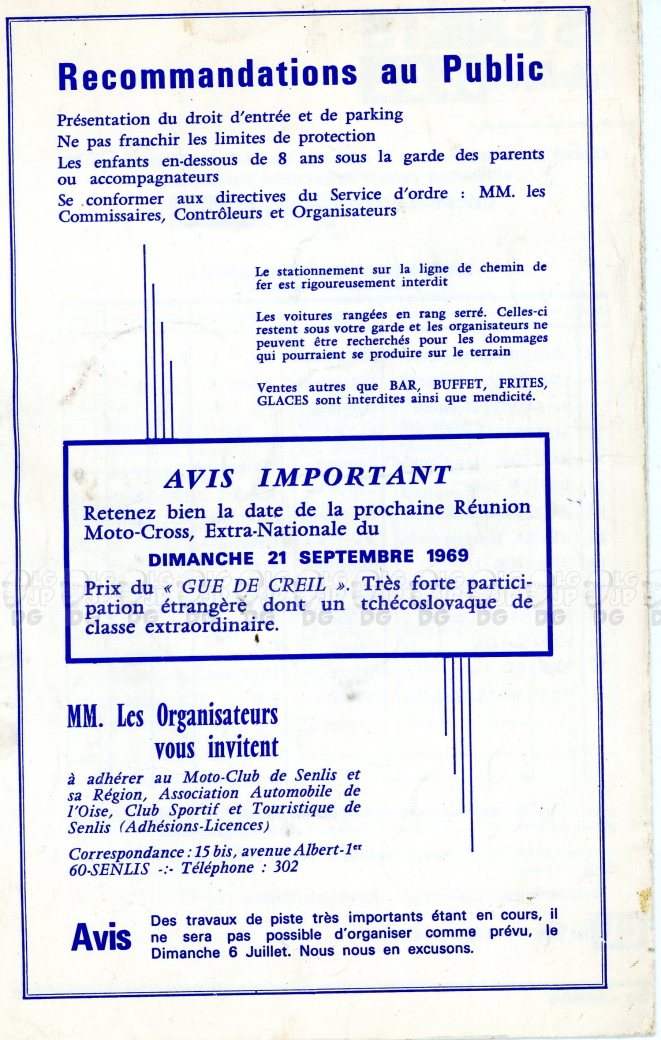 Recommandations au Public
Présentation du droit d'entrée et de parking
Ne pas franchir les limites de protection
Les enfants en-dessous de 8 ans sous la garde des parents
ou accompagnateurs
Se conformer aux directives du Service d'ordre : MM. les
Commissaires, Contrôleurs et Organisateurs
Le stationnement sur la ligne de chemin de
fer est rigoureusement interdit
Les voitures rangées en rang serré. Celles-ci
restent sous votre garde et les organisateurs ne
peuvent être recherchés pour les dommages
qui pourraient se produire sur le terrain
Ventes autres que BAR, BUFFET, FRITES,
GLACES sont interdites ainsi que mendicité.
AVIS IMPORTANT
Retenez bien la date de la prochaine Réunion
Moto-Cross, Extra-Nationale du
DIMANCHE 21 SEPTEMBRE 1969
Prix du « GUE DE CREIL ». Très forte partici-
pation étrangère dont un tchécoslovaque de
classe extraordinaire.
MM. Les Organisateurs
vous invitent
à adhérer au Moto-Club de Senlis et
sa Région, Association Automobile de
l'Oise, Club Sportif et Touristique de
Senlis (Adhésions-Licences)
Correspondance : 15 bis, avenue Albert-1er
60-SENLIS -:- Téléphone : 302
Avis
Des travaux de piste très importants étant en cours, il
ne sera pas possible d'organiser comme prévu, le
Dimanche 6 Juillet. Nous nous en excusons.